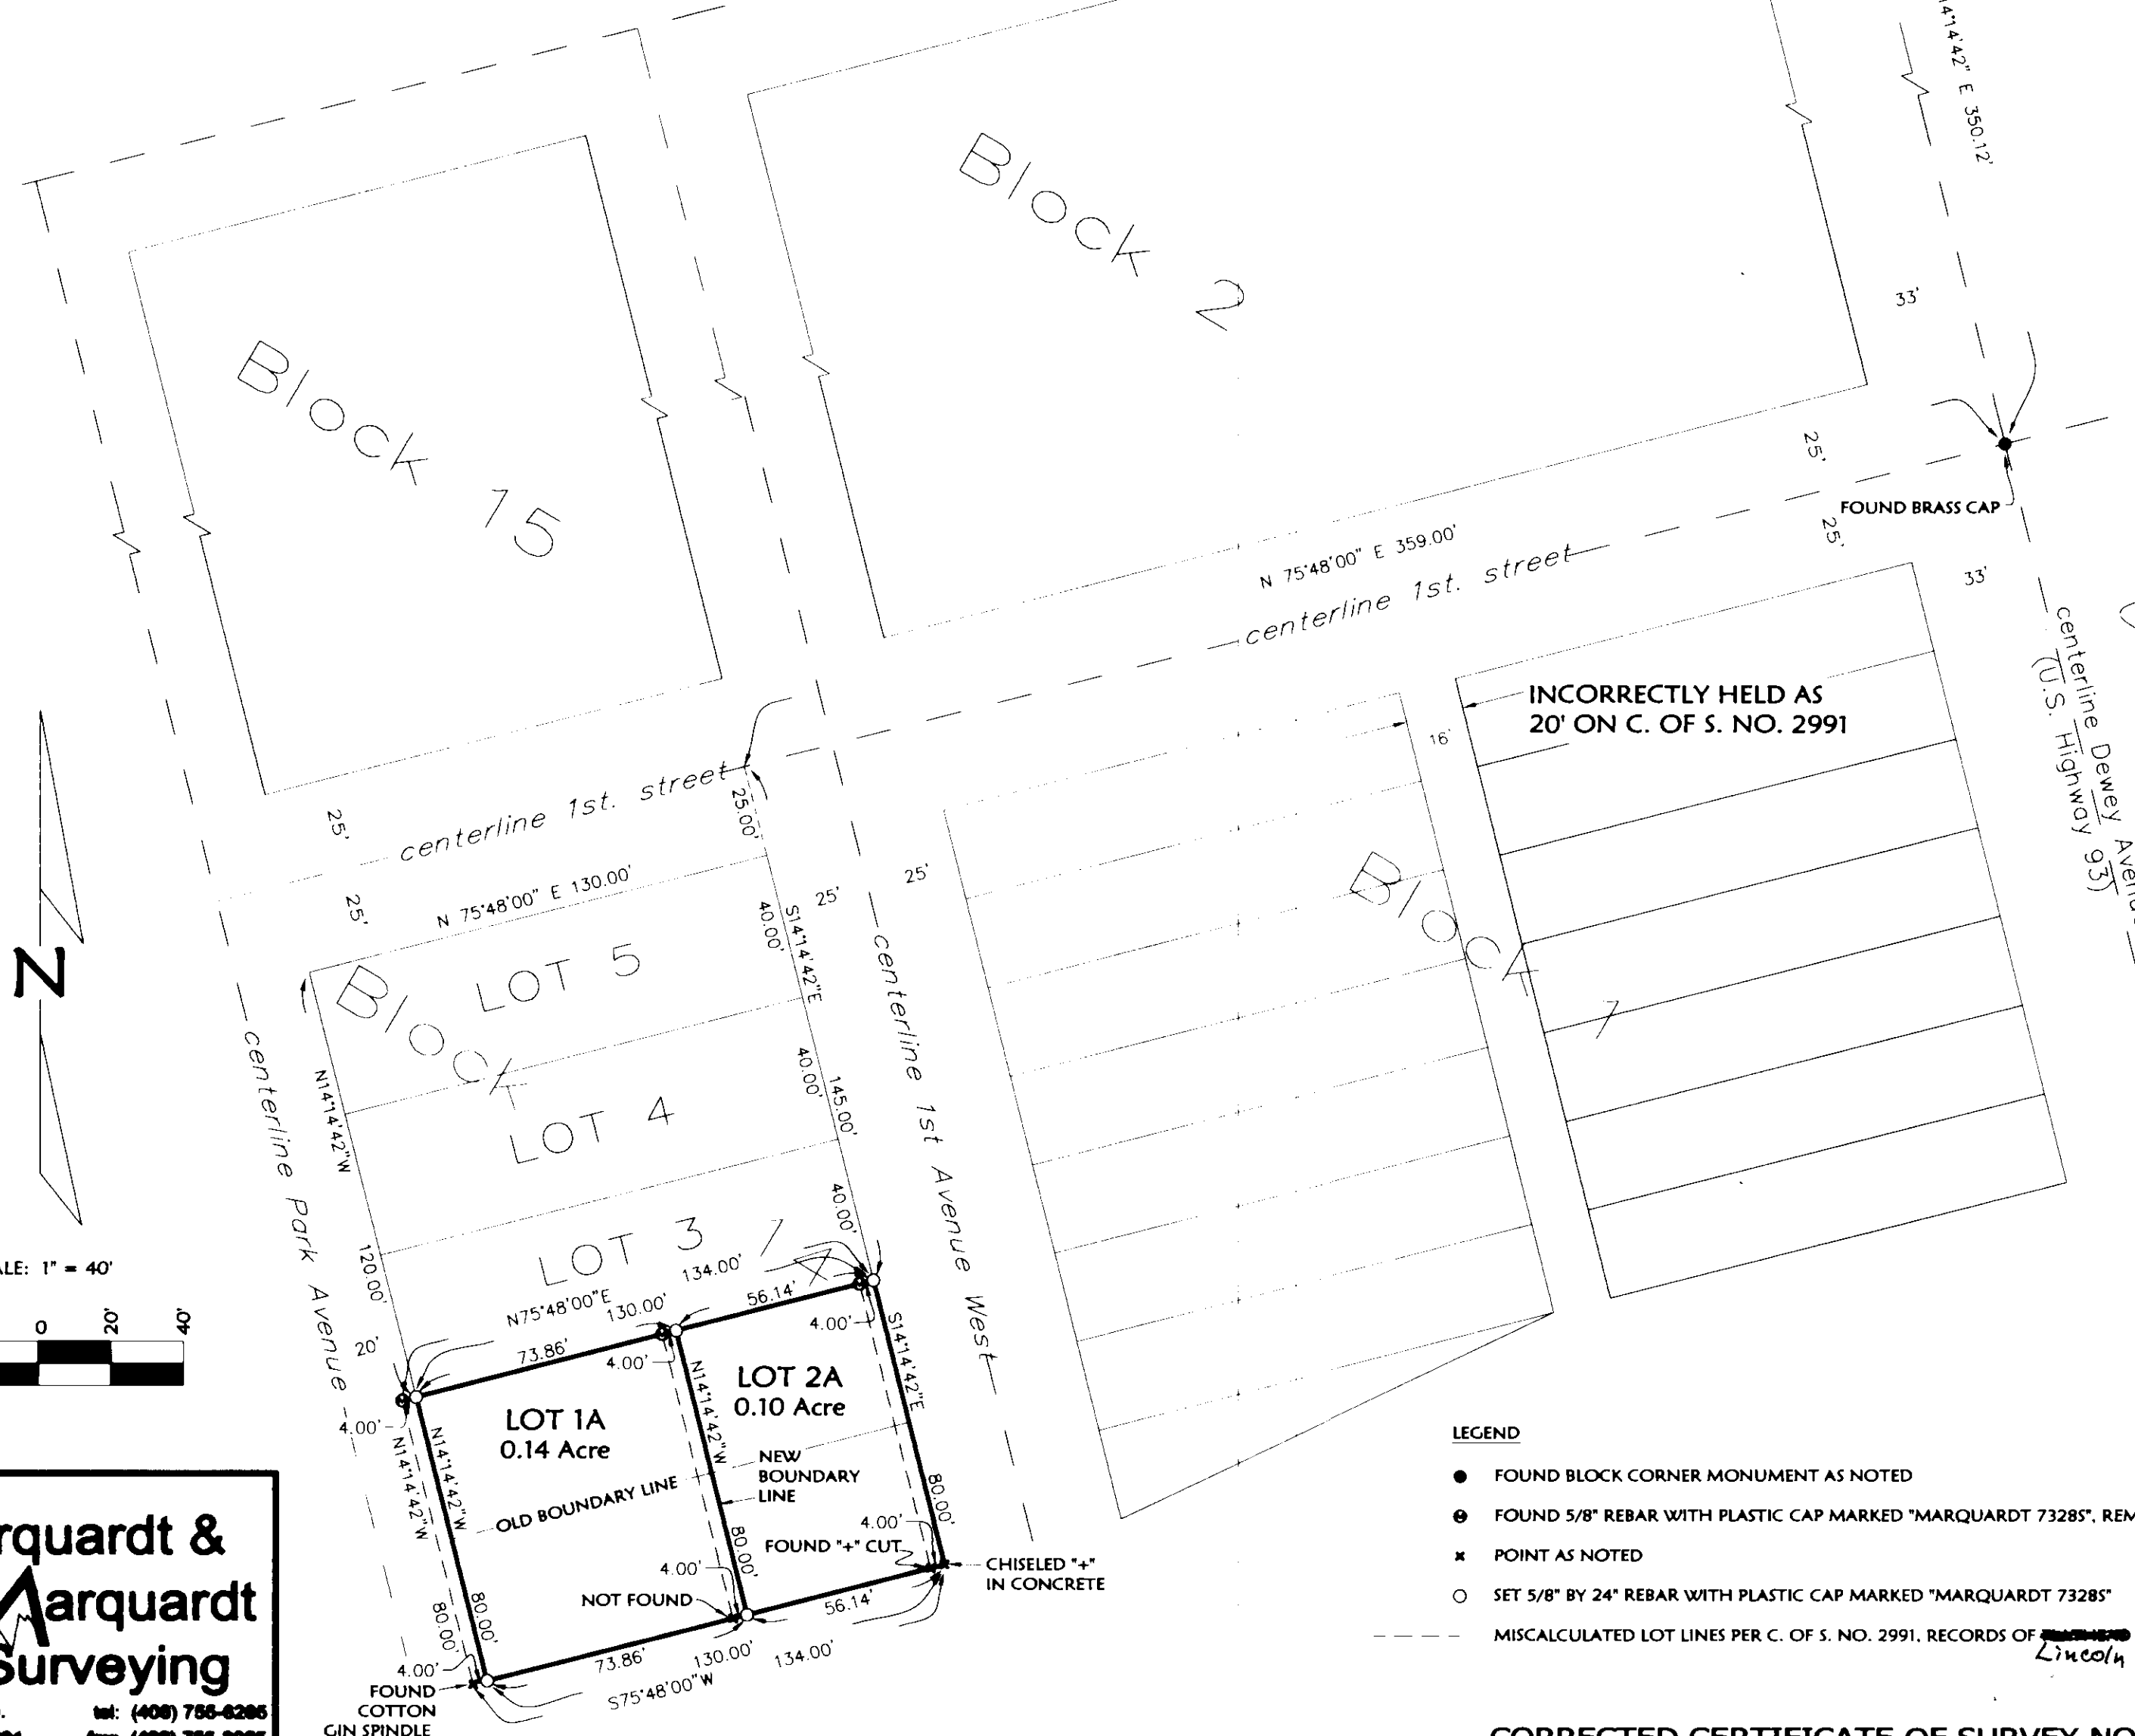 4°14'42" E 350.12'
Block 2
33'
Block 15
25'
FOUND BRASS CAP
25'
33'
N 75°48'00" E 359.00'
centerline 1st. street
INCORRECTLY HELD AS
20' ON C. OF S. NO. 2991
16'
centerline Dewey
(U.S. Highway 93)
centerline 1st. street
25.00'
25'
25'
N 75°48'00" E 130.00'
25'
25'
S14°14'42"E
40.00'
LOT 5
Block
Block
7
N
centerline Park Avenue
N14°14'42"W
LOT 4
40.00'
145.00'
centerline 1st Avenue West
LOT 3
40.00'
7
120.00'
134.00'
N75°48'00"E
130.00'
56.14'
73.86'
4.00'
4.00'
20'
4.00'
1" = 40'
0
20'
40'
LOT 1A
0.14 Acre
LOT 2A
0.10 Acre
N14°14'42"W
N14°14'42"W
N14°14'42"W
S14°14'42"E
OLD BOUNDARY LINE
NEW
BOUNDARY
LINE
80.00'
80.00'
80.00'
80.00'
4.00'
FOUND "+" CUT
CHISELED "+"
IN CONCRETE
4.00'
NOT FOUND
56.14'
73.86'
130.00'
134.00'
S75°48'00"W
4.00'
FOUND
COTTON
GIN SPINDLE
rquardt &
Marquardt
Surveying
tel: (406) 755-6285
LEGEND
FOUND BLOCK CORNER MONUMENT AS NOTED
FOUND 5/8" REBAR WITH PLASTIC CAP MARKED "MARQUARDT 7328S", REM
POINT AS NOTED
SET 5/8" BY 24" REBAR WITH PLASTIC CAP MARKED "MARQUARDT 7328S"
MISCALCULATED LOT LINES PER C. OF S. NO. 2991, RECORDS OF
Lincoln
CORRECTED CERTIFICATE OF SURVEY NO